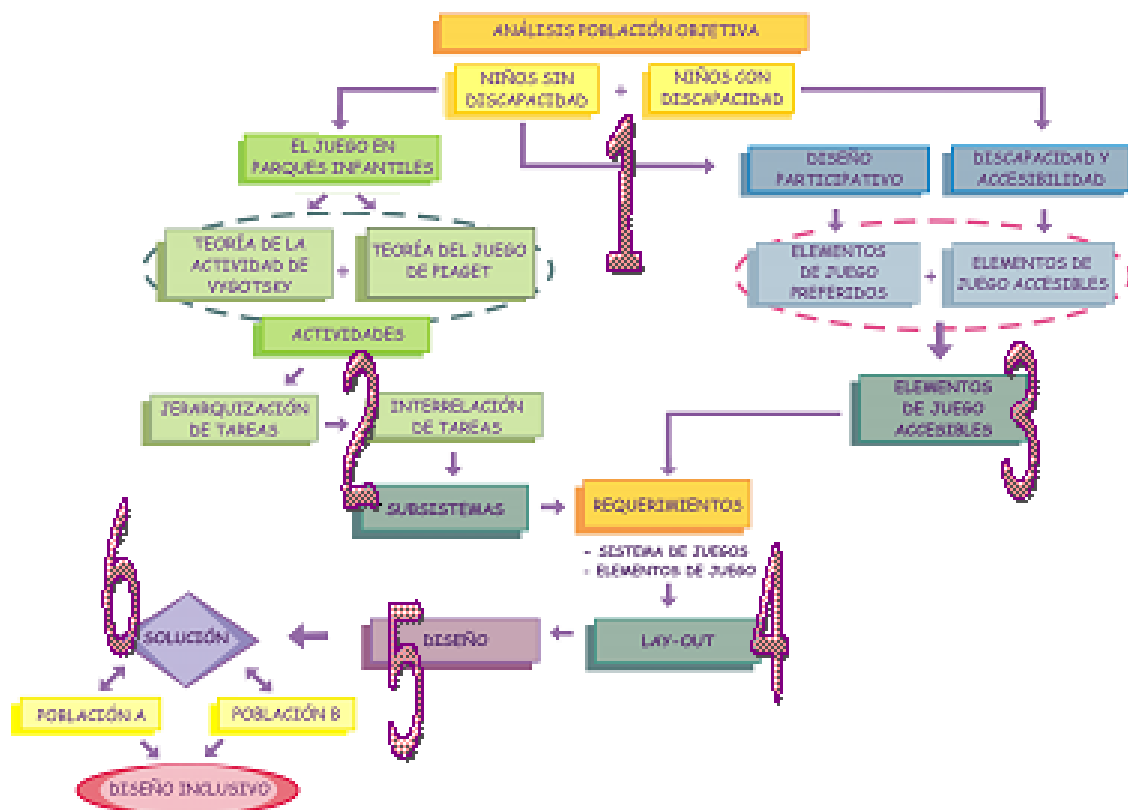 ANÁLISIS POBLACIÓN OBJETIVA
NIÑOS SIN
DISCAPACIDAD
+
NIÑOS CON
DISCAPACIDAD
1
EL JUEGO EN
PARQUES INFANTILES
DISEÑO
PARTICIPATIVO
DISCAPACIDAD Y
ACCESIBILIDAD
TEORÍA DE LA
ACTIVIDAD DE
VYGOTSKY
+
TEORÍA DEL JUEGO
DE PIAGET
ELEMENTOS
DE JUEGO
PREFERIDOS
+
ELEMENTOS DE
JUEGO ACCESIBLES
ACTIVIDADES
2
JERARQUIZACIÓN
DE TAREAS
INTERRELACIÓN
DE TAREAS
ELEMENTOS
DE JUEGO
ACCESIBLES
3
SUBSISTEMAS
REQUERIMIENTOS
- SISTEMA DE JUEGOS
- ELEMENTOS DE JUEGO
4
LAY-OUT
DISEÑO
5
6
SOLUCIÓN
POBLACIÓN A
POBLACIÓN B
DISEÑO INCLUSIVO